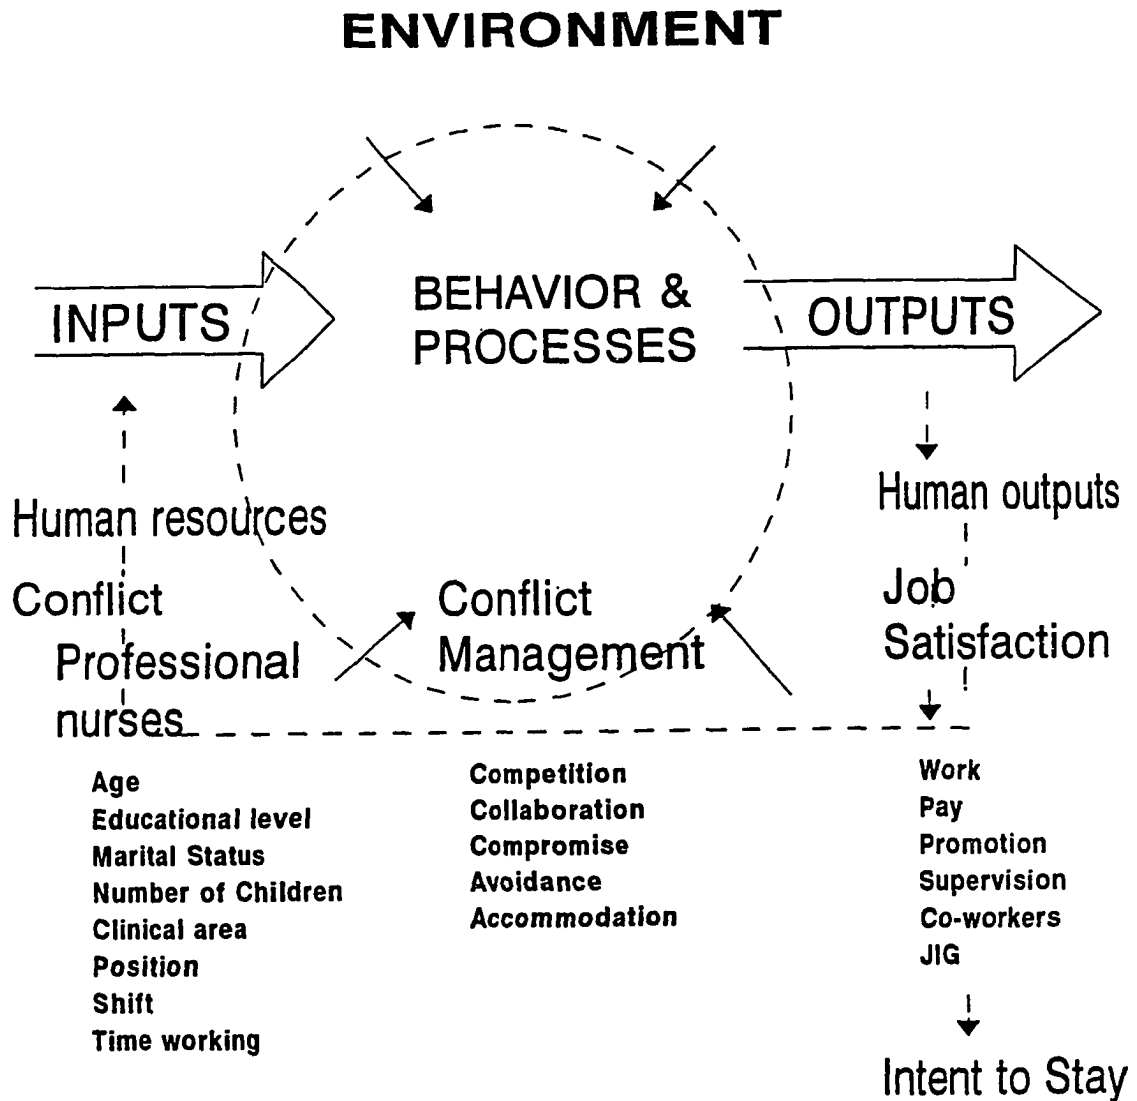 ENVIRONMENT
INPUTS
BEHAVIOR &
PROCESSES
OUTPUTS
Human resources
Conflict
Professional
nurses
Conflict
Management
Human outputs
Job
Satisfaction
Age
Educational level
Marital Status
Number of Children
Clinical area
Position
Shift
Time working
Competition
Collaboration
Compromise
Avoidance
Accommodation
Work
Pay
Promotion
Supervision
Co-workers
JIG
Intent to Stay